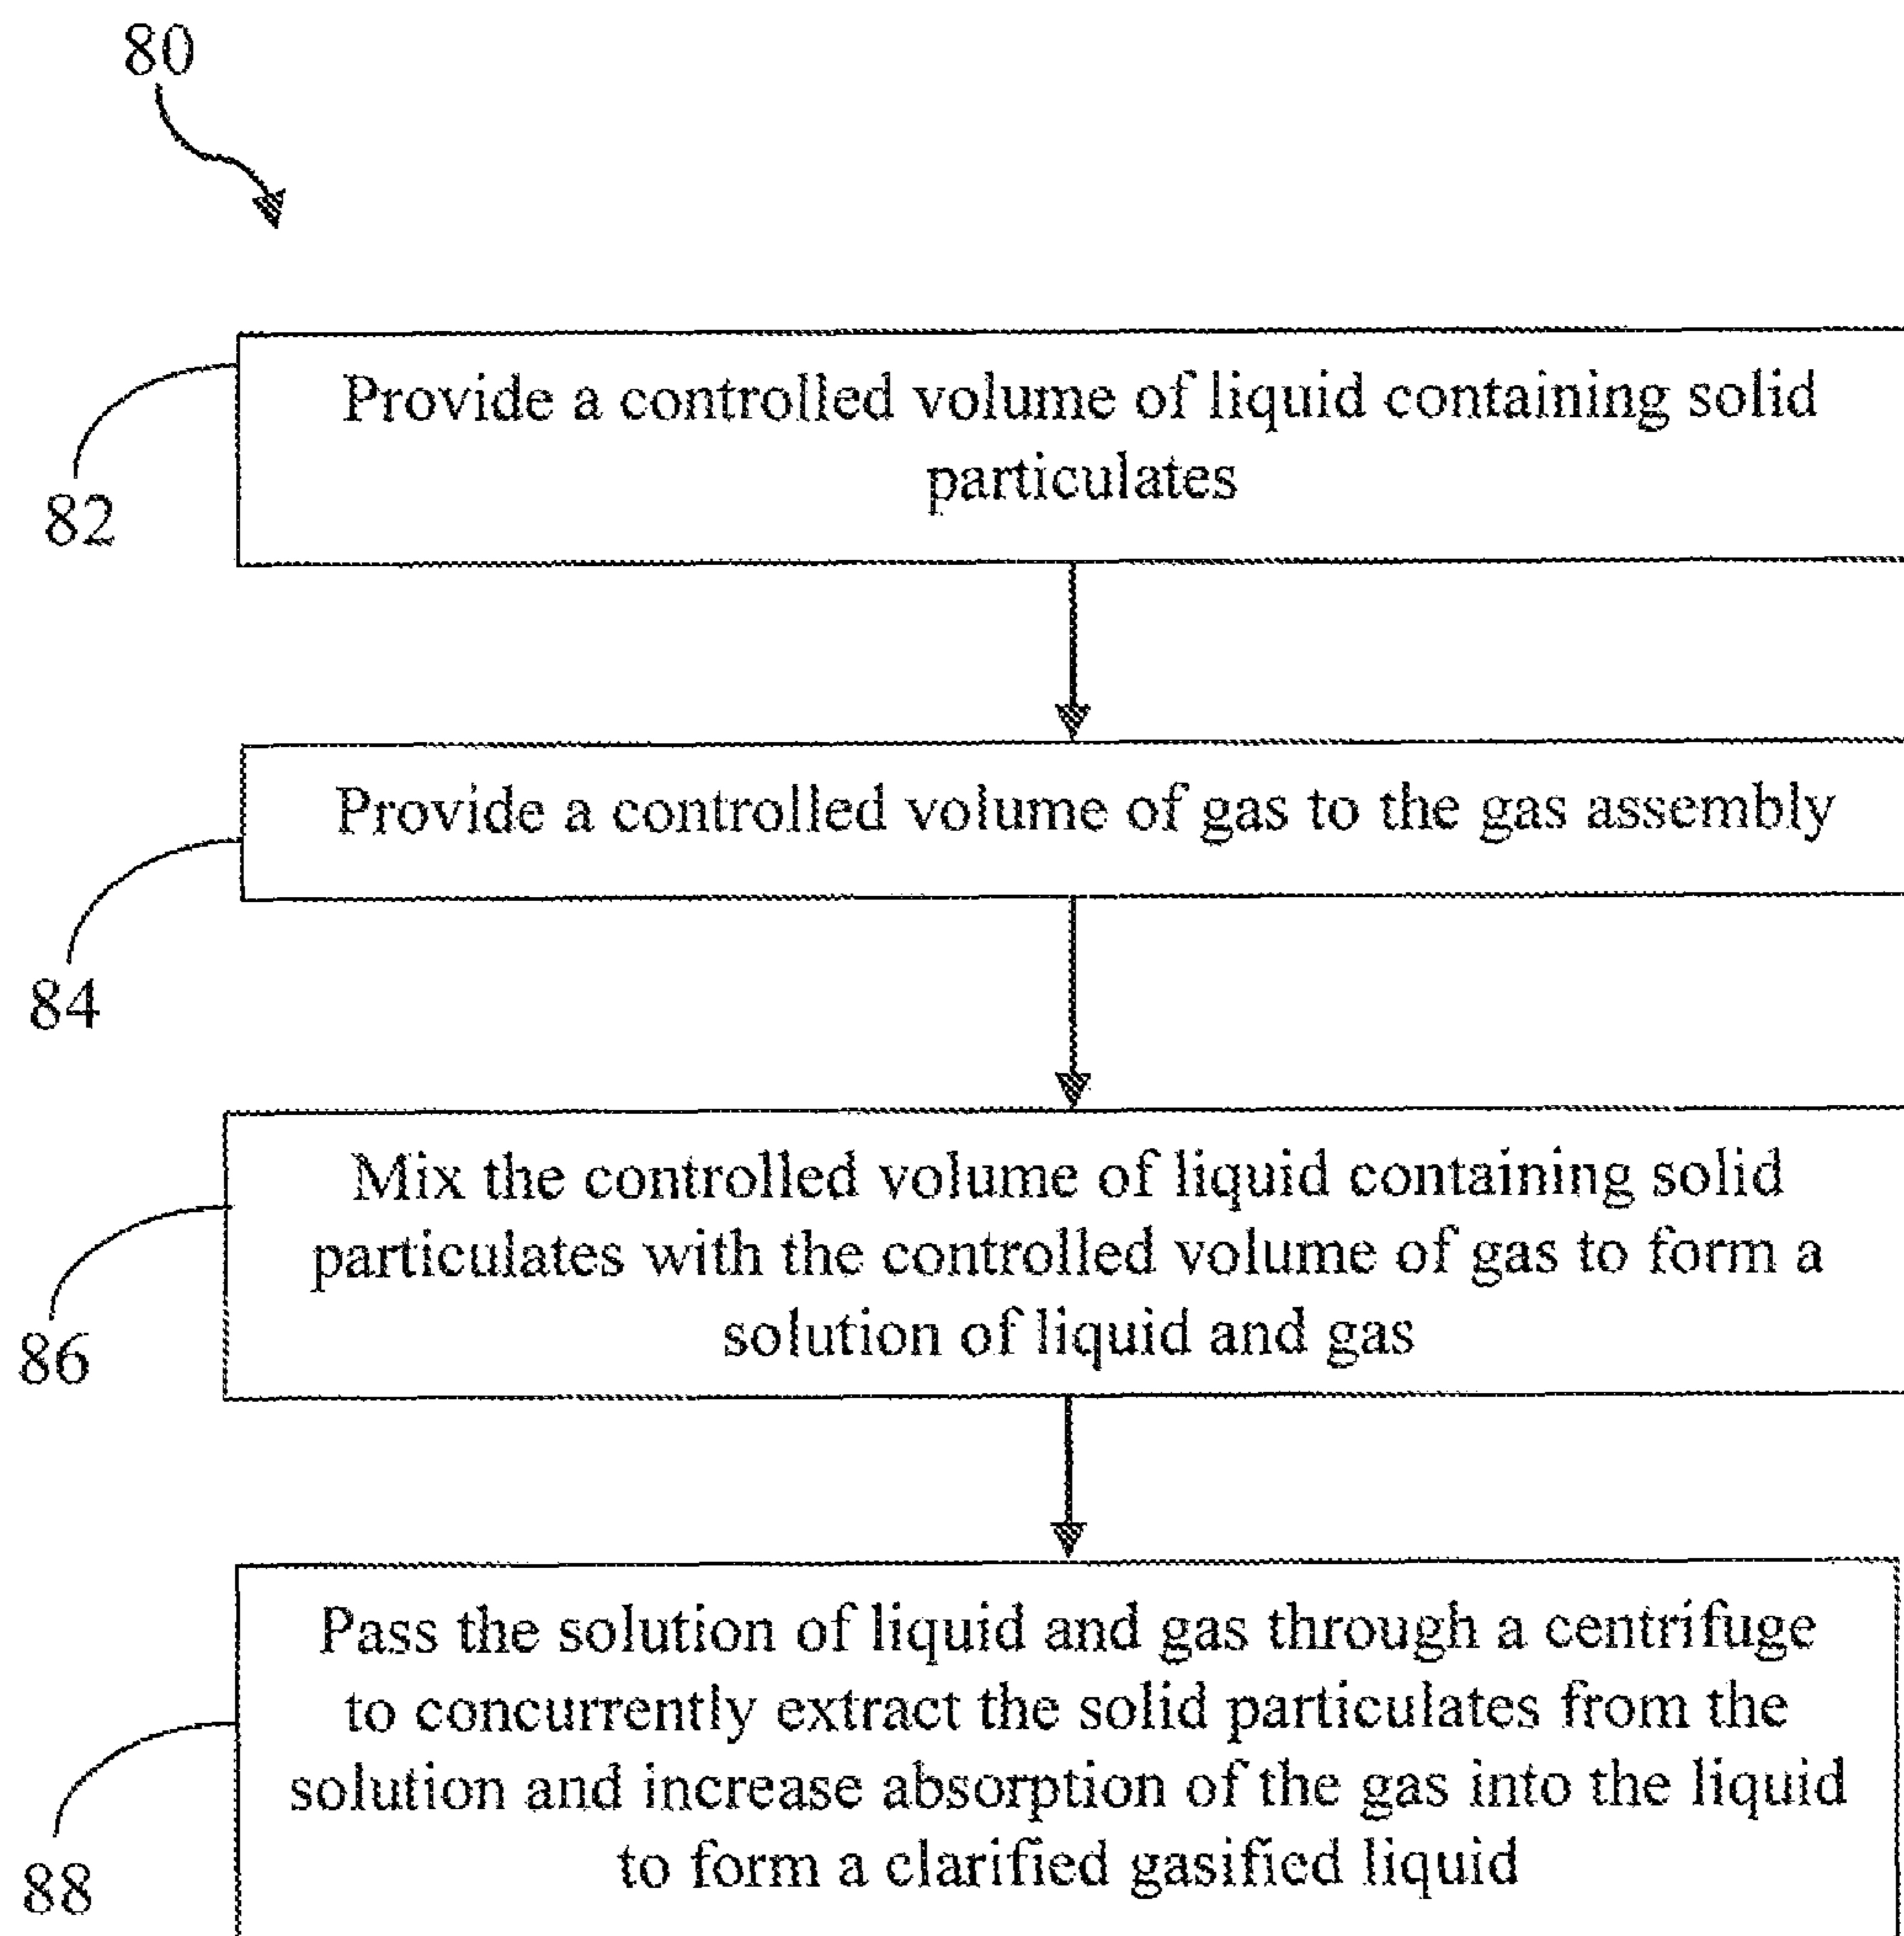 80
Provide a controlled volume of liquid containing solid
particulates
82
Provide a controlled volume of gas to the gas assembly
84
Mix the controlled volume of liquid containing solid
particulates with the controlled volume of gas to form a
solution of liquid and gas
86
Pass the solution of liquid and gas through a centrifuge
to concurrently extract the solid particulates from the
solution and increase absorption of the gas into the liquid
to form a clarified gasified liquid
88